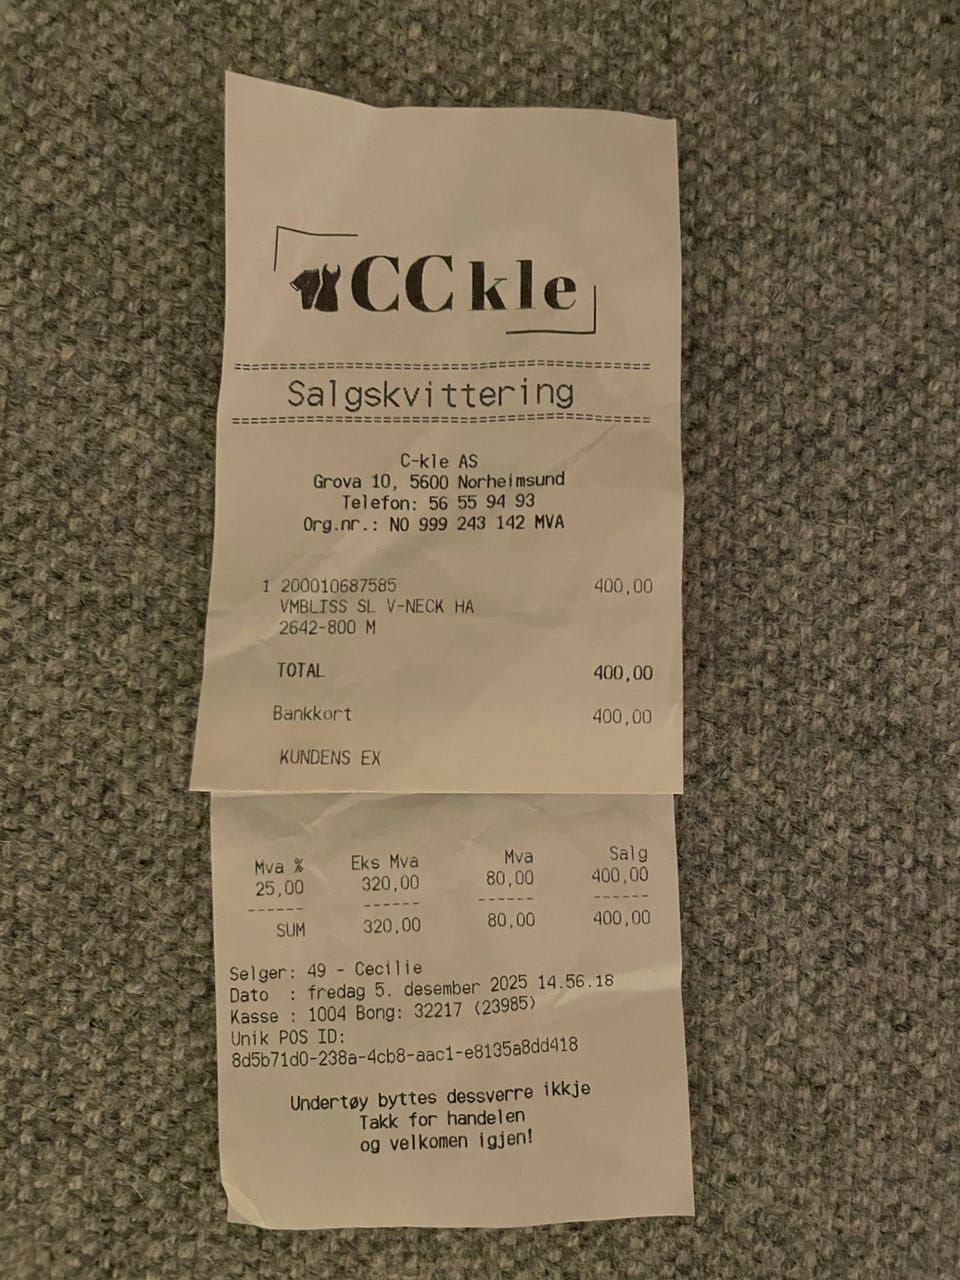 CCkle
Salgskvittering
C-kle AS
Grova 10, 5600 Norheimsund
Telefon: 56 55 94 93
Org.nr.: NO 999 243 142 MVA
1 200010687585 400,00
VMBLISS SL V-NECK HA
2642-800 M
TOTAL 400,00
Bankkort 400,00
KUNDENS EX
Mva % Eks Mva Mva Salg
25,00 320,00 80,00 400,00
------ ------ ------ ------
SUM 320,00 80,00 400,00
Selger: 49 - Cecilie
Dato : fredag 5. desember 2025 14.56.18
Kasse : 1004 Bong: 32217 (23985)
Unik POS ID:
8d5b71d0-238a-4cb8-aac1-e8135a8dd418
Undertøy byttes dessverre ikkje
Takk for handelen
og velkomen igjen!